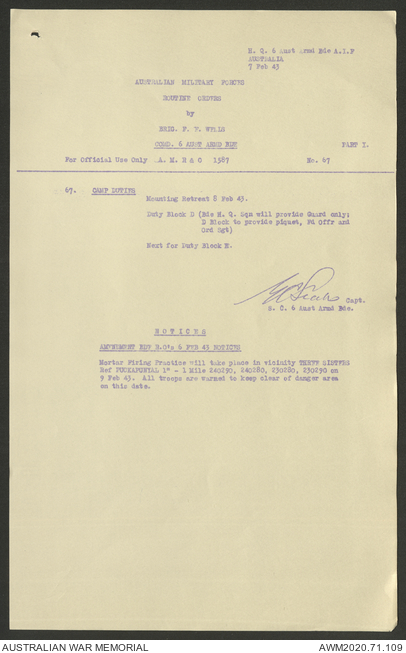 H. Q. 6 Aust Armd Bde A.I.F
AUSTRALIA
7 Feb 43
AUSTRALIAN MILITARY FORCES
ROUTINE ORDERS
by
BRIG. F. T. WELLS
COMD. 6 AUST ARMD BDE PART I.
For Official Use Only A. M. R & O 1587 No. 67
67. CAMP DUTIES
Mounting Retreat 8 Feb 43.
Duty Block D (Bde H. Q. Sqn will provide Guard only;
D Block to provide piquet, Fd Offr and
Ord Sgt)
Next for Duty Block E.
Capt.
S. C. 6 Aust Armd Bde.
NOTICES
AMENDMENT BDE R.O's 6 FEB 43 NOTICES
Mortar Firing Practice will take place in vicinity THREE SISTERS
Ref PUCKAPUNYAL 1" - 1 Mile 240290, 240280, 230280, 230290 on
9 Feb 43. All troops are warned to keep clear of danger area
on this date.
AUSTRALIAN WAR MEMORIAL AWM2020.71.109